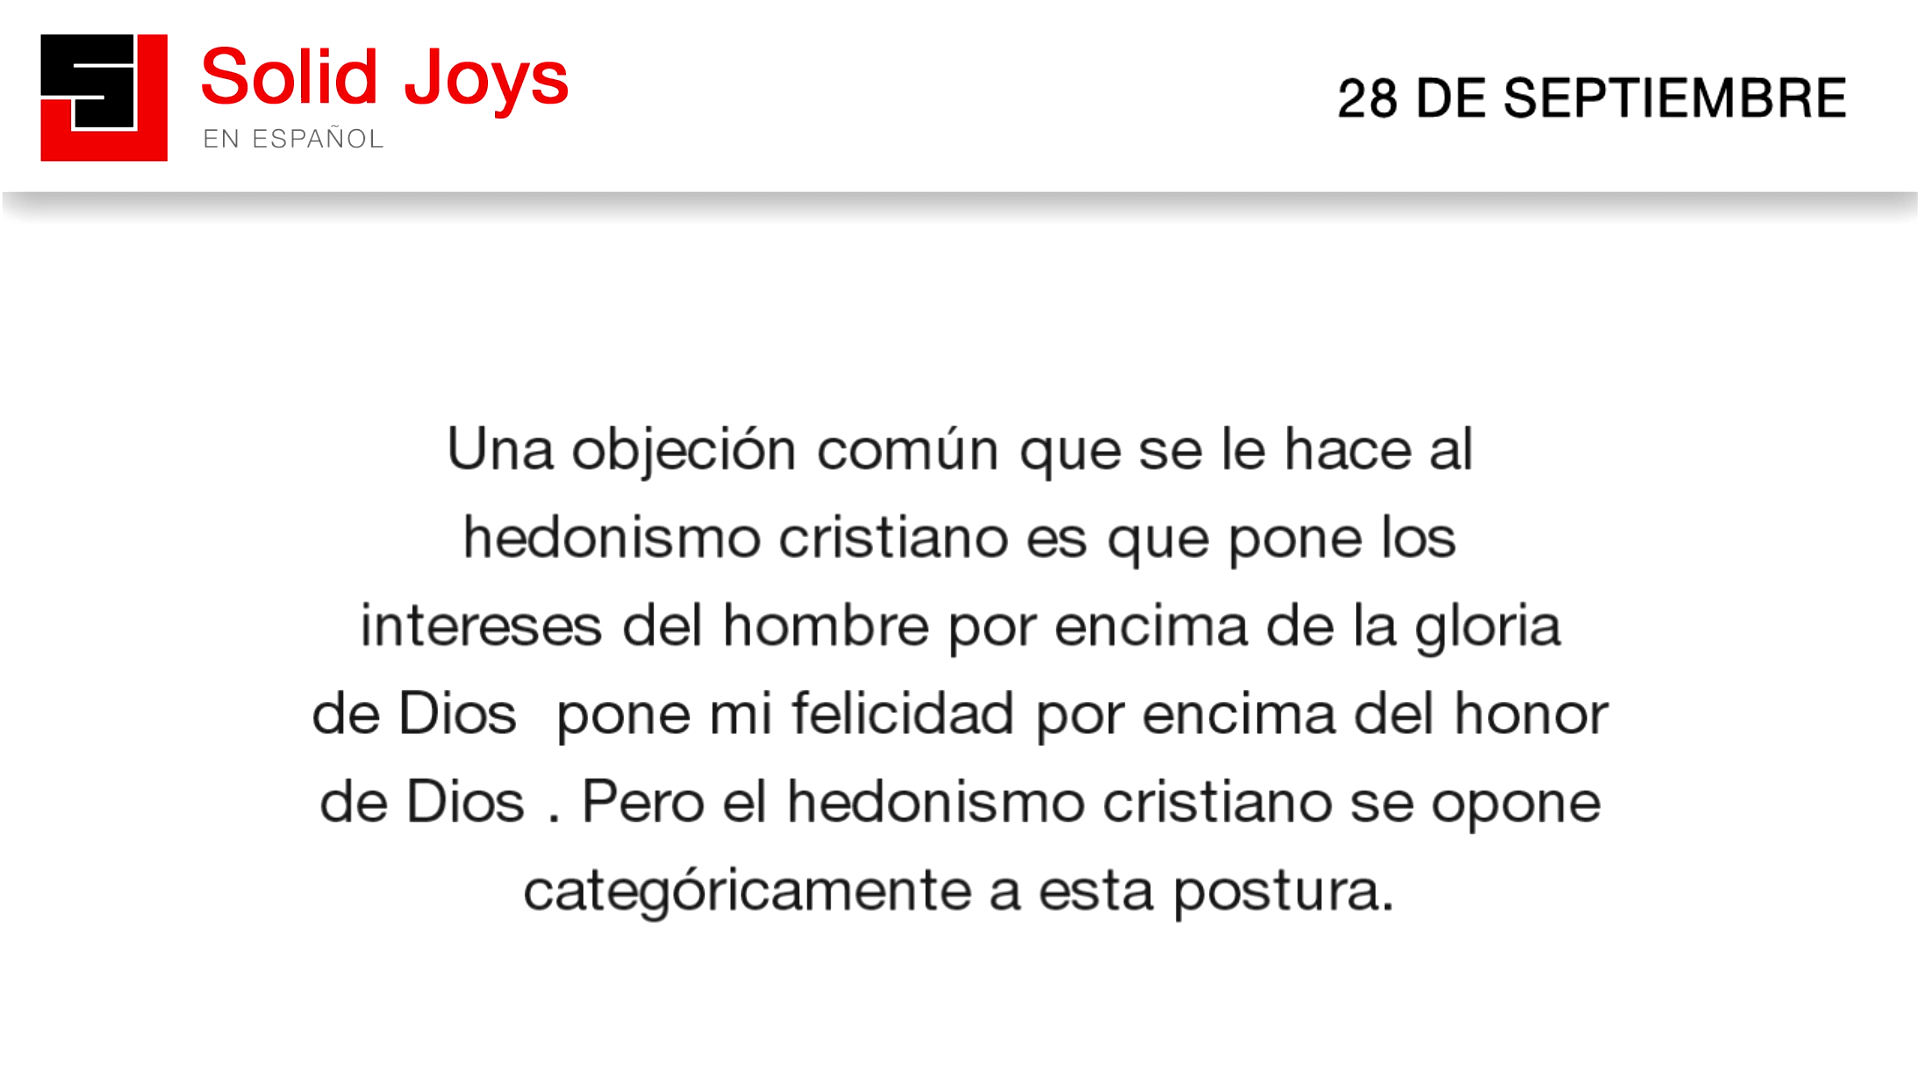 Solid Joys
EN ESPAÑOL
28 DE SEPTIEMBRE
Una objeción común que se le hace al
hedonismo cristiano es que pone los
intereses del hombre por encima de la gloria
de Dios  pone mi felicidad por encima del honor
de Dios . Pero el hedonismo cristiano se opone
categóricamente a esta postura.